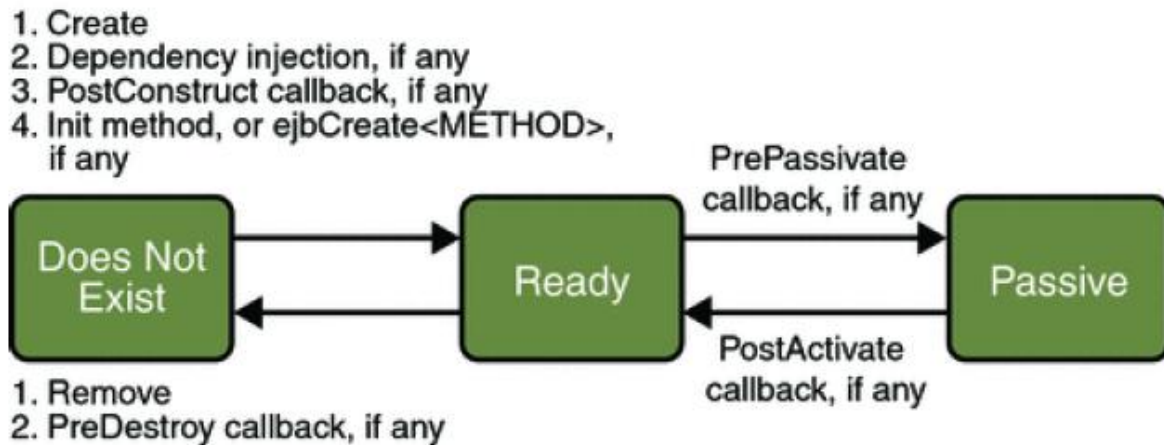 1. Create
2. Dependency injection, if any
3. PostConstruct callback, if any
4. Init method, or ejbCreate<METHOD>,
if any
PrePassivate
callback, if any
Does Not
Exist
Ready
Passive
PostActivate
callback, if any
1. Remove
2. PreDestroy callback, if any